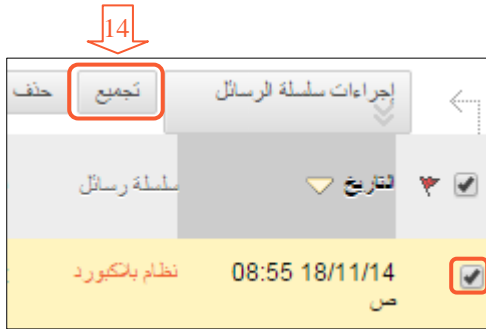 14
إجراءات سلسلة الرسائل تجميع حذف
التاريخ سلسلة رسائل
18/11/14 08:55 نظام بلاكبورد
ص